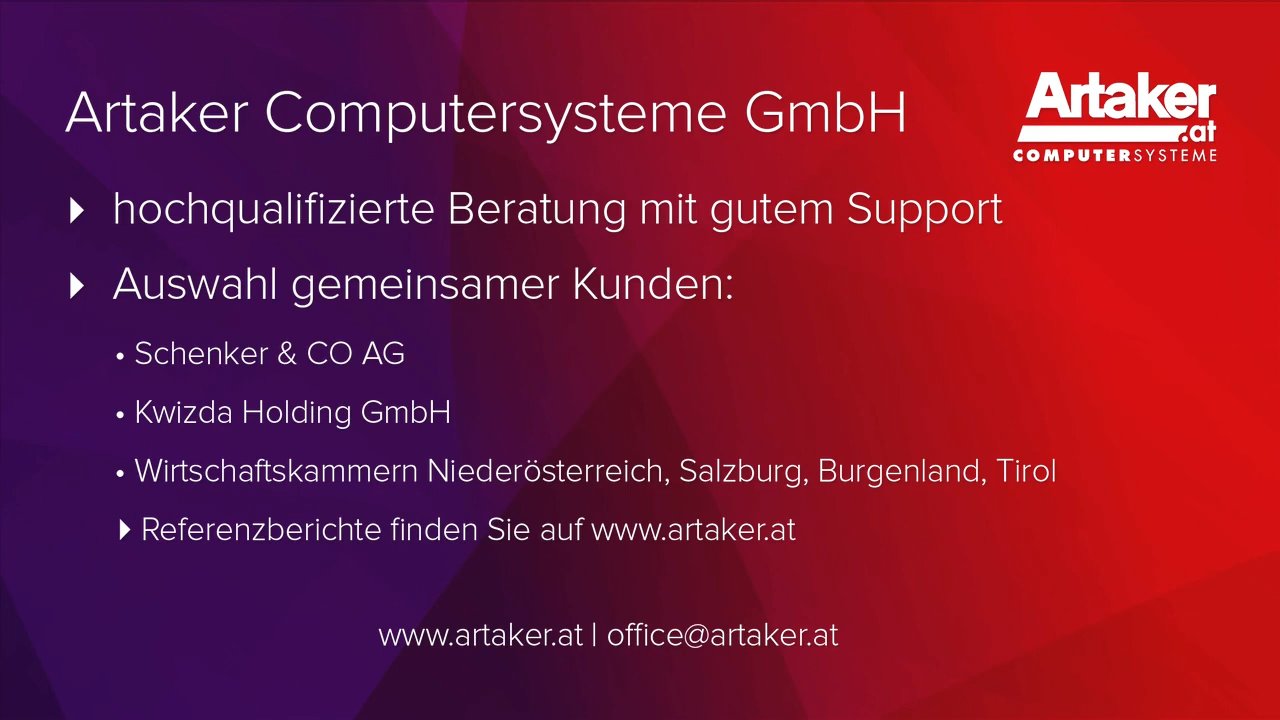 Artaker Computersysteme GmbH
Artaker
.at
COMPUTERSYSTEME
hochqualifizierte Beratung mit gutem Support
Auswahl gemeinsamer Kunden:
• Schenker & CO AG
• Kwizda Holding GmbH
• Wirtschaftskammern Niederösterreich, Salzburg, Burgenland, Tirol
Referenzberichte finden Sie auf www.artaker.at
www.artaker.at | office@artaker.at